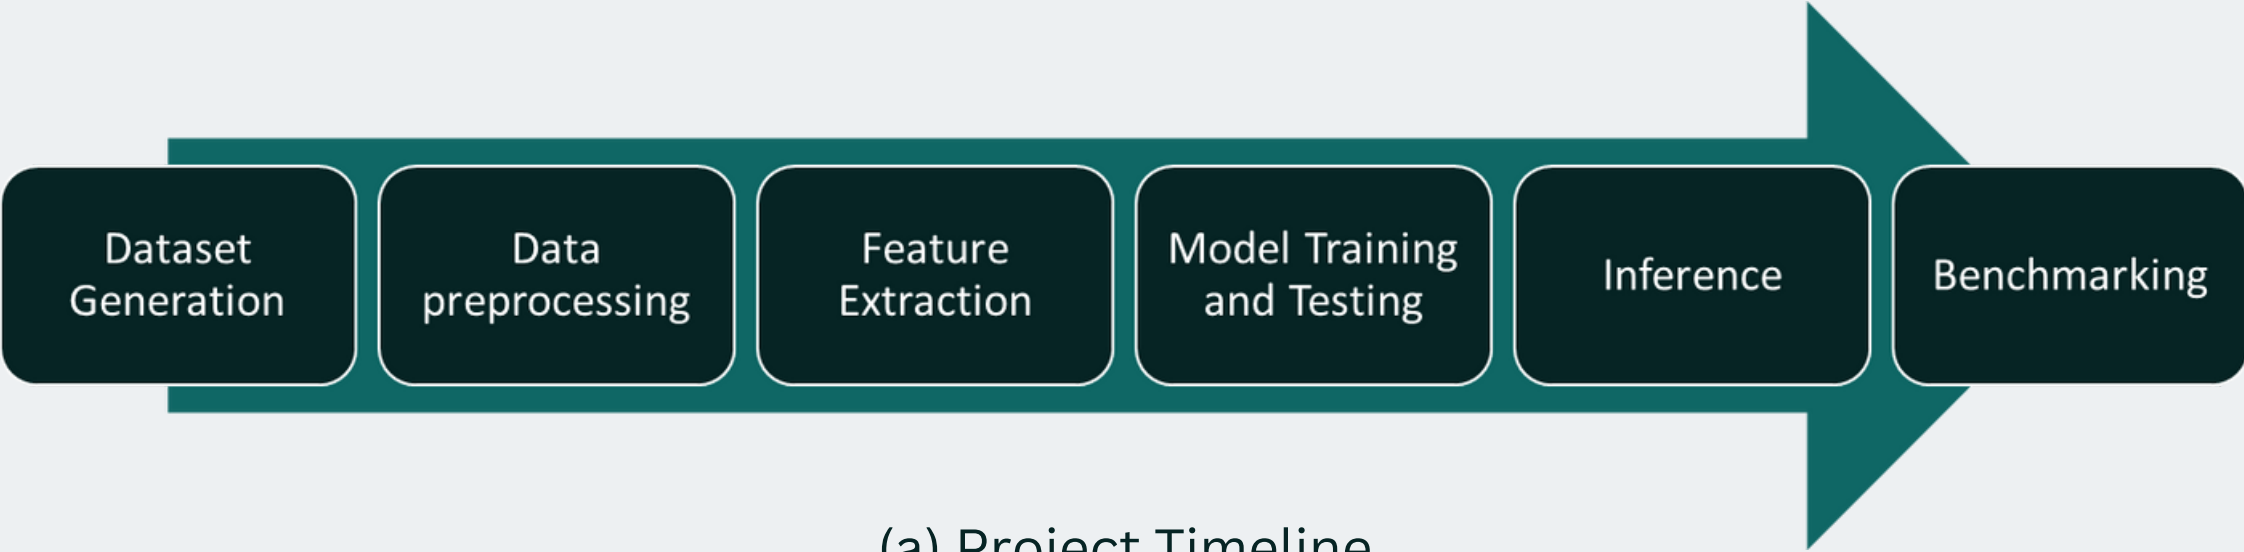 Dataset
Generation
Data
preprocessing
Feature
Extraction
Model Training
and Testing
Inference
Benchmarking
(a) Project Timeline